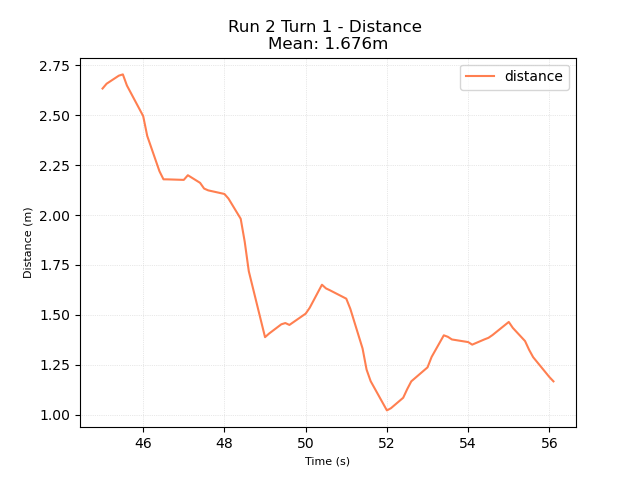 Run 2 Turn 1 - Distance
Mean: 1.676m
distance
2.75
2.50
2.25
2.00
1.75
1.50
1.25
1.00
Distance (m)
46 48 50 52 54 56
Time (s)